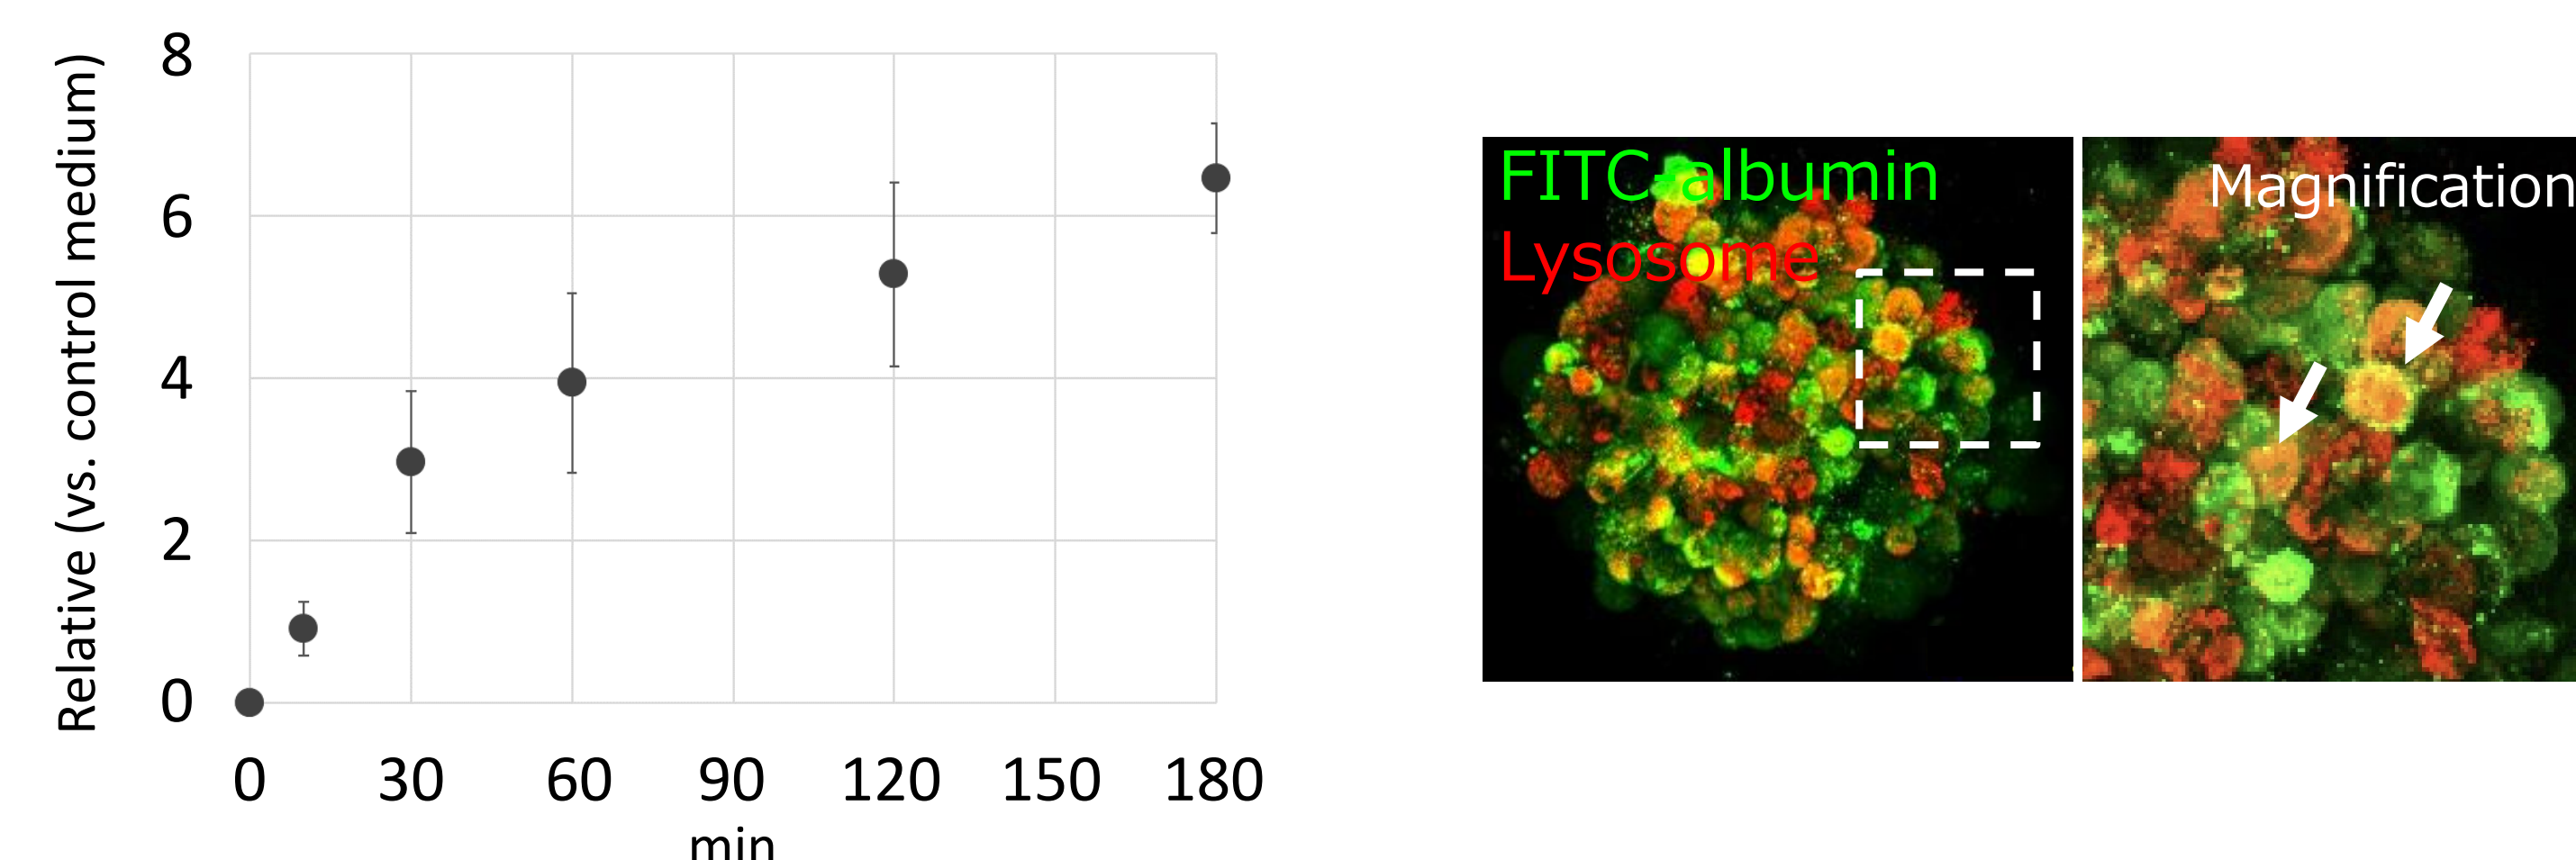 Relative (vs. control medium)
8
6
4
2
0
0 30 60 90 120 150 180
min
FITC-albumin
Lysosome
Magnification